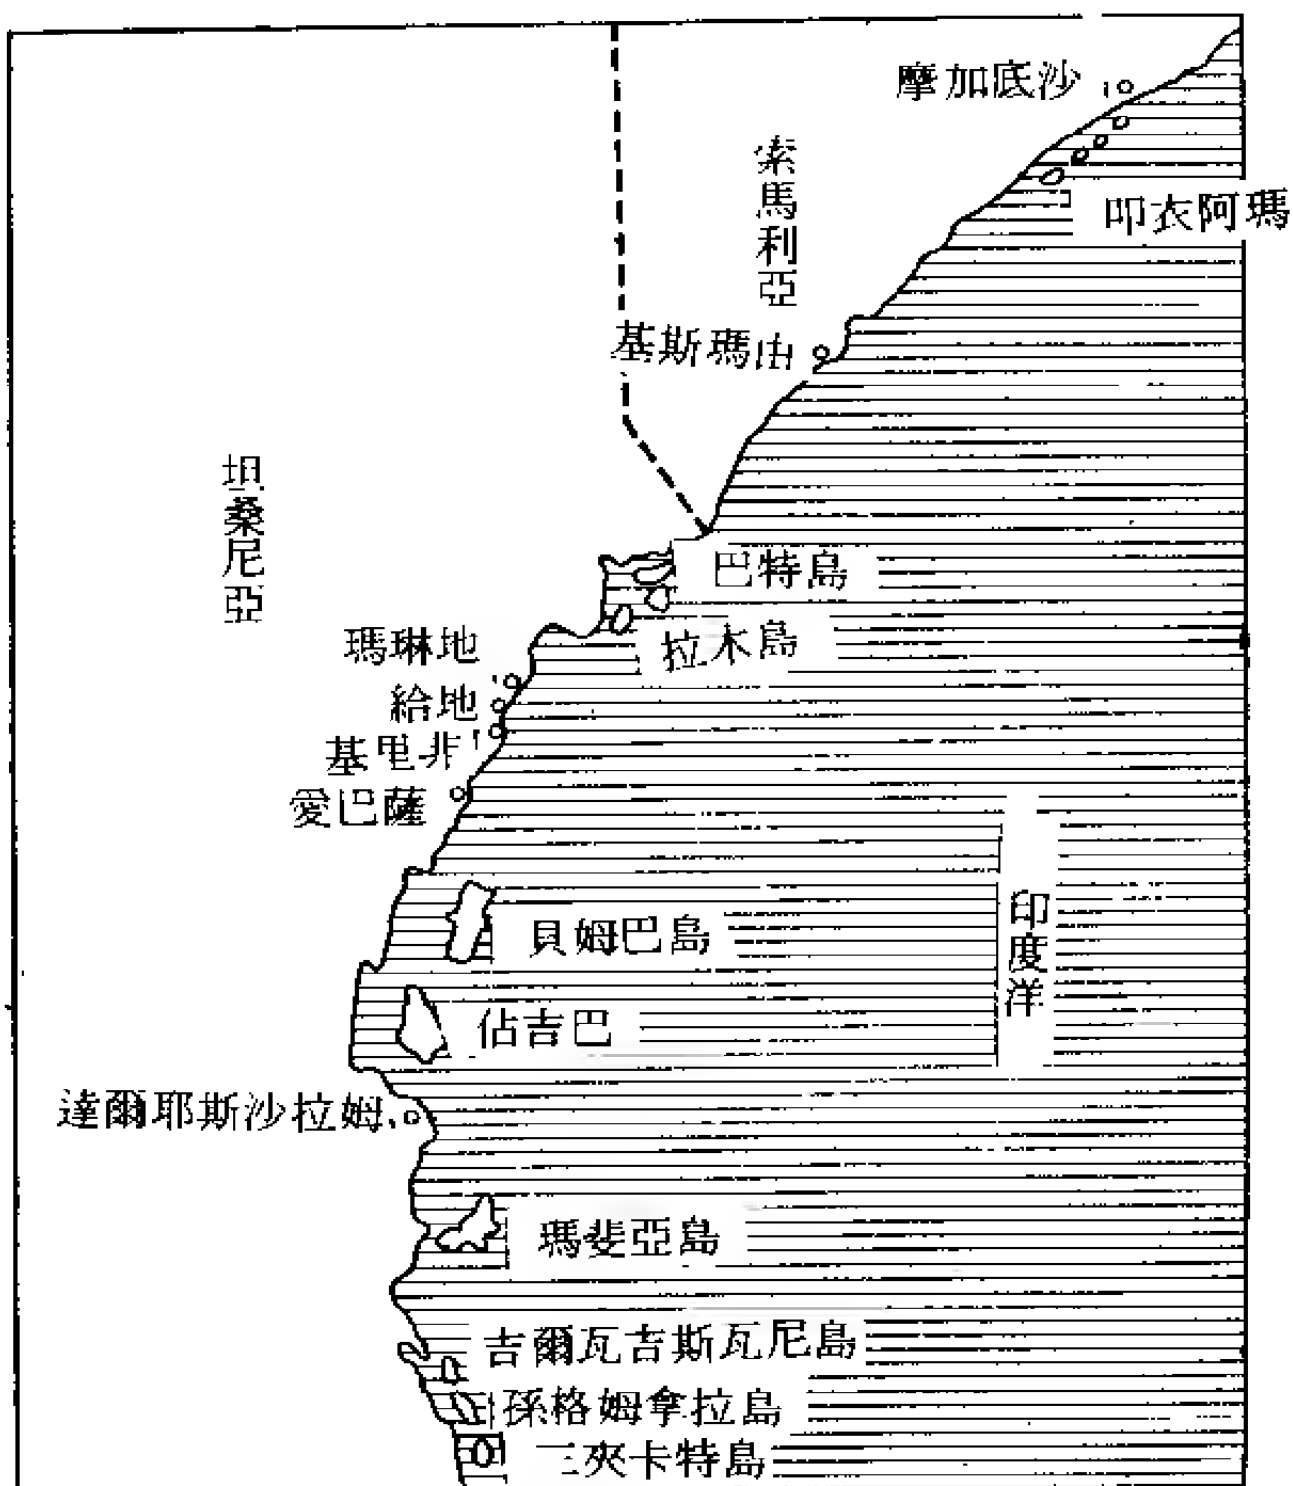 摩加底沙
索馬利亞
叩衣阿瑪
基斯瑪由
坦桑尼亞
巴特島
拉木島
瑪琳地
給地
基里非
愛巴薩
貝姆巴島
印度洋
佔吉巴
達爾耶斯沙拉姆
瑪斐亞島
吉爾瓦吉斯瓦尼島
孫格姆拿拉島
三夾卡特島